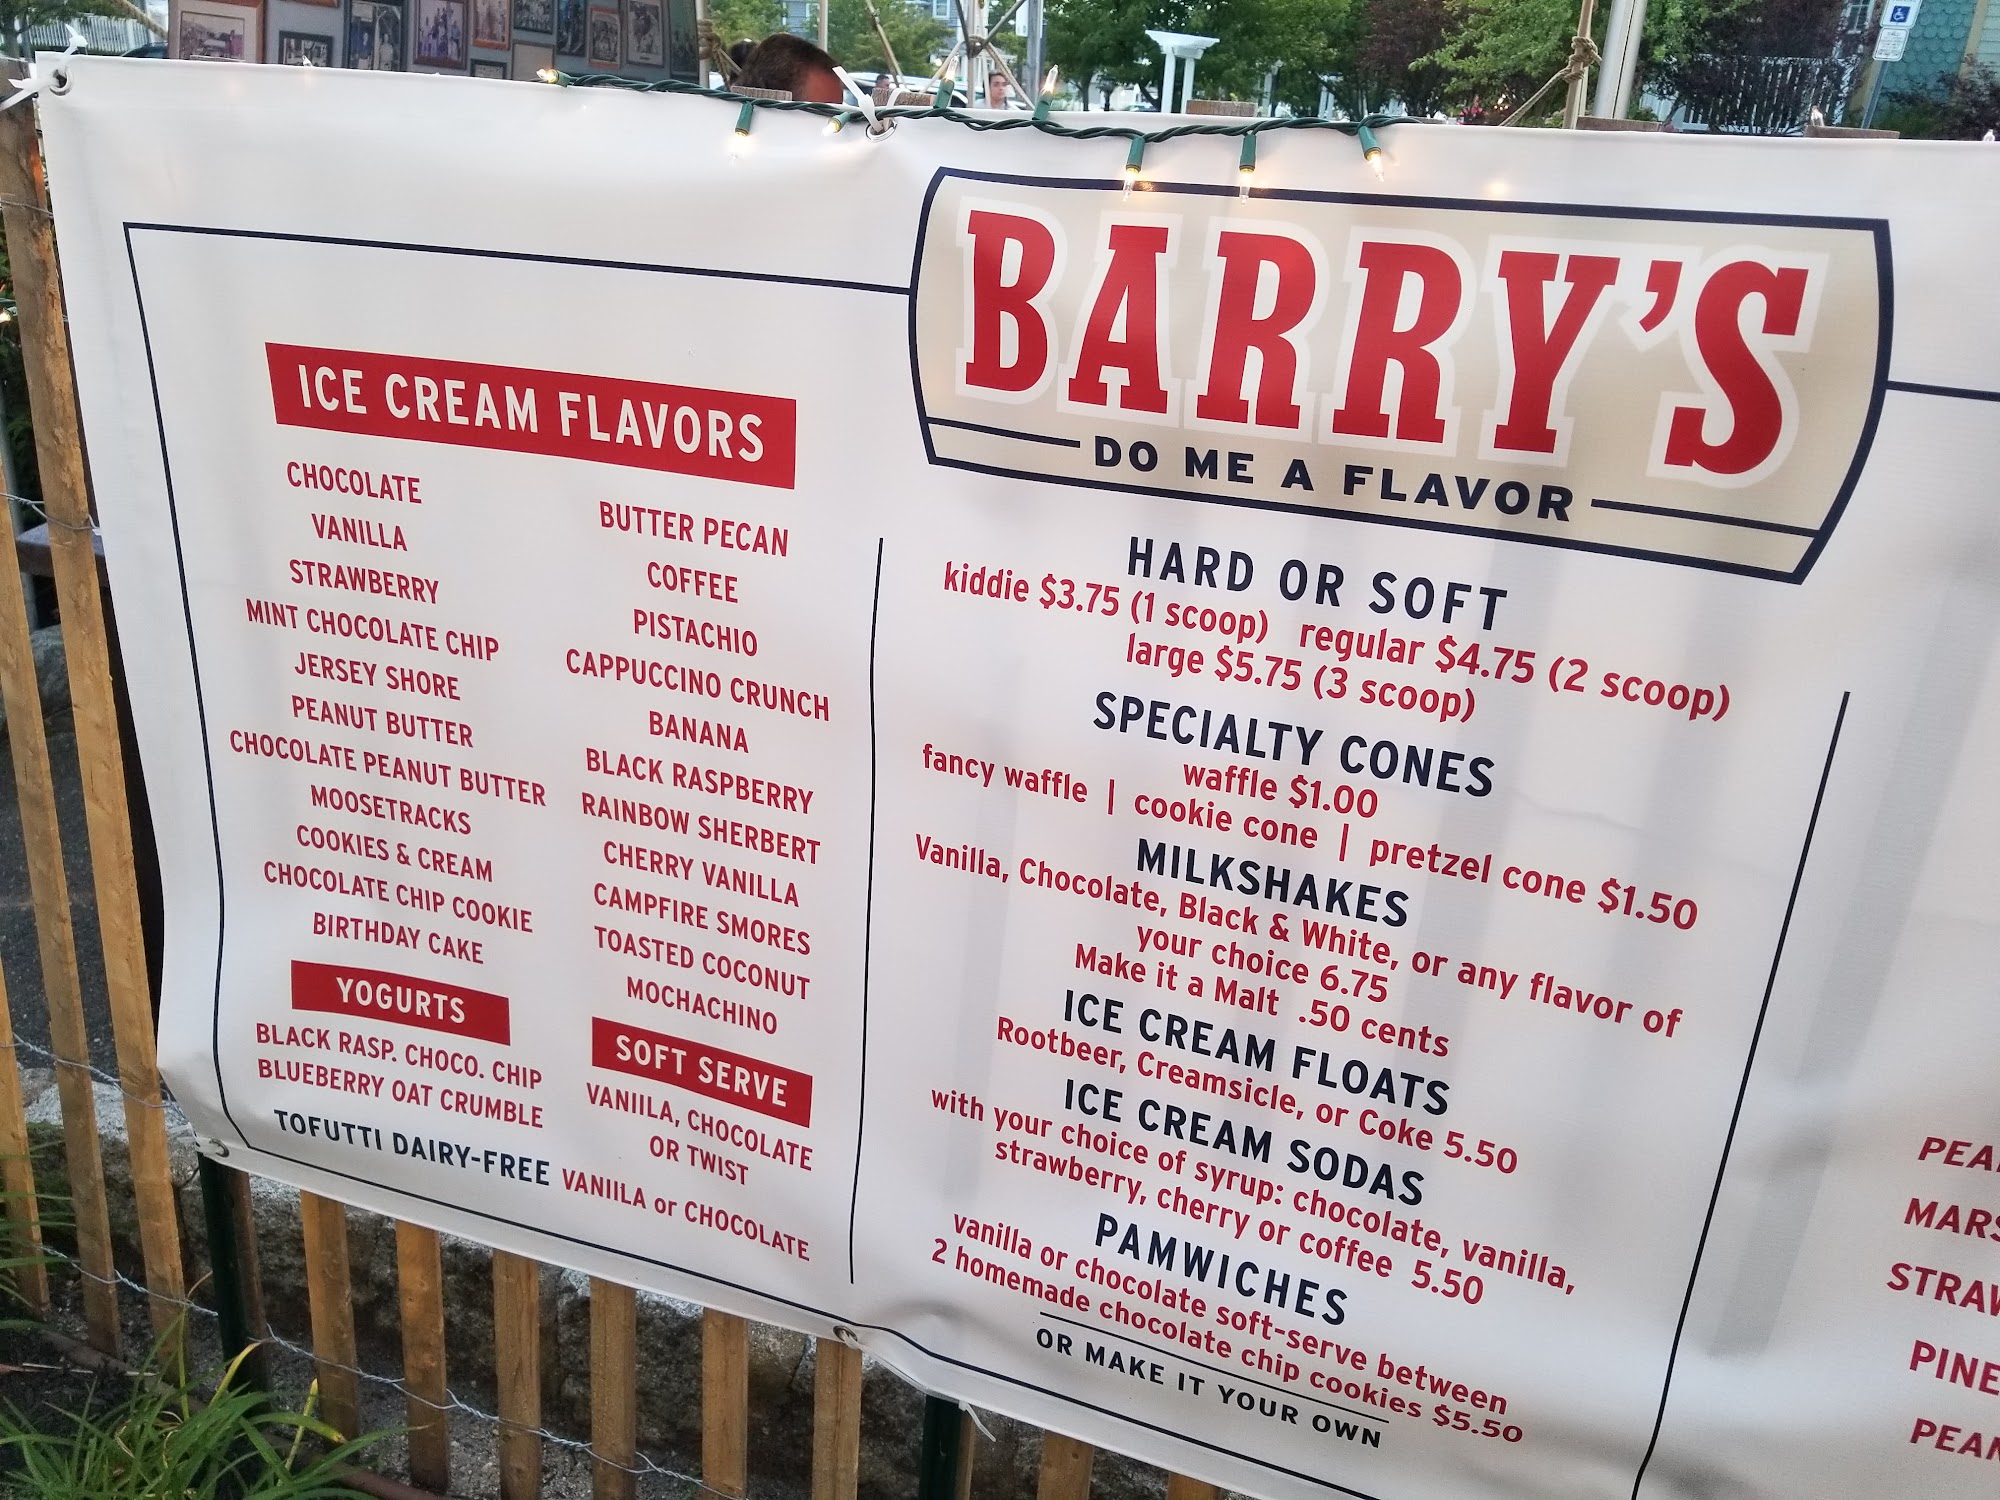 BARRY'S
DO ME A FLAVOR
ICE CREAM FLAVORS
CHOCOLATE
VANILLA
STRAWBERRY
MINT CHOCOLATE CHIP
JERSEY SHORE
PEANUT BUTTER
CHOCOLATE PEANUT BUTTER
MOOSETRACKS
COOKIES & CREAM
CHOCOLATE CHIP COOKIE
BIRTHDAY CAKE
BUTTER PECAN
COFFEE
PISTACHIO
CAPPUCCINO CRUNCH
BANANA
BLACK RASPBERRY
RAINBOW SHERBERT
CHERRY VANILLA
CAMPFIRE SMORES
TOASTED COCONUT
MOCHACHINO
YOGURTS
BLACK RASP. CHOCO. CHIP
BLUEBERRY OAT CRUMBLE
SOFT SERVE
VANIILA, CHOCOLATE
OR TWIST
TOFUTTI DAIRY-FREE VANIILA or CHOCOLATE
HARD OR SOFT
kiddie $3.75 (1 scoop) regular $4.75 (2 scoop)
large $5.75 (3 scoop)
SPECIALTY CONES
waffle $1.00
fancy waffle | cookie cone | pretzel cone $1.50
MILKSHAKES
Vanilla, Chocolate, Black & White, or any flavor of
your choice 6.75
Make it a Malt .50 cents
ICE CREAM FLOATS
Rootbeer, Creamsicle, or Coke 5.50
ICE CREAM SODAS
with your choice of syrup: chocolate, vanilla,
strawberry, cherry or coffee 5.50
PAMWICHES
vanilla or chocolate soft-serve between
2 homemade chocolate chip cookies $5.50
OR MAKE IT YOUR OWN